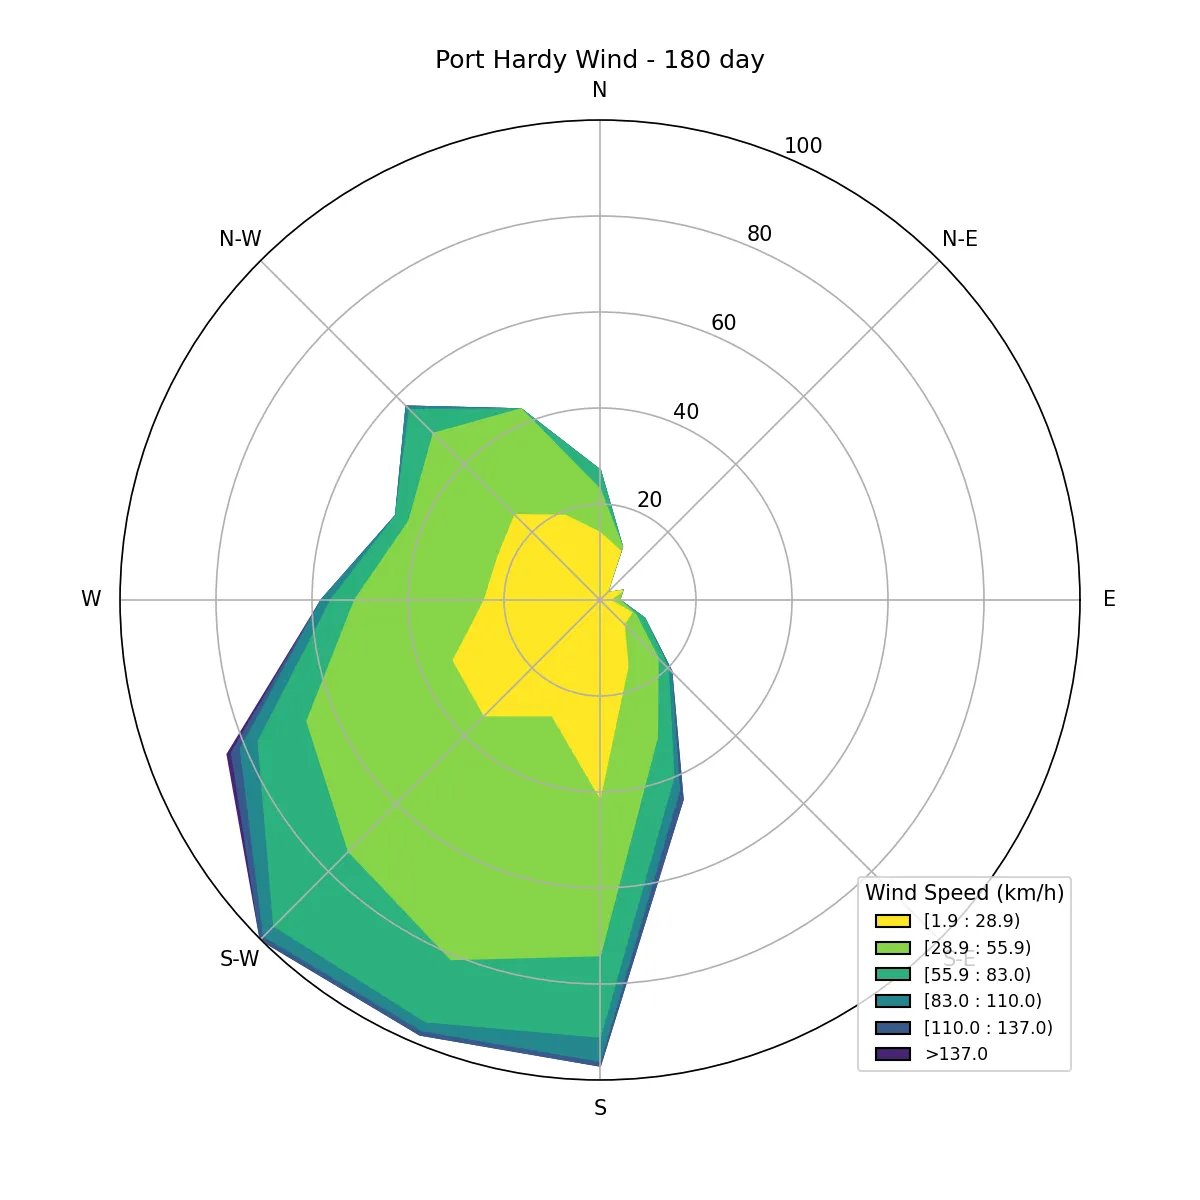 Port Hardy Wind - 180 day
N
100
N-W
80
N-E
60
40
20
W
E
S-W
S-E
Wind Speed (km/h)
[1.9 : 28.9)
[28.9 : 55.9)
[55.9 : 83.0)
[83.0 : 110.0)
[110.0 : 137.0)
>137.0
S